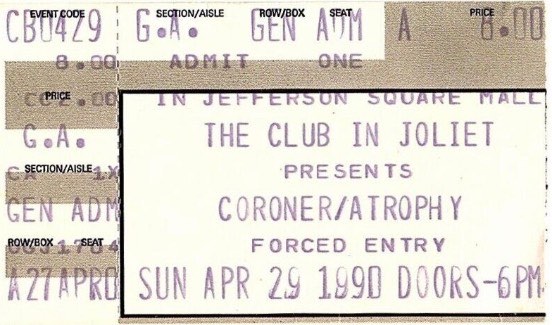 EVENT CODE SECTION/AISLE ROW/BOX SEAT PRICE
CB0429 G.A. GEN ADM A 8.00
8.00 ADMIT ONE
PRICE
IN JEFFERSON SQUARE MALL
G.A. THE CLUB IN JOLIET
SECTION/AISLE
1X PRESENTS
GEN ADM CORONER/ATROPHY
ROW/BOX SEAT
FORCED ENTRY
A27APR0 SUN APR 29 1990 DOORS-6PM